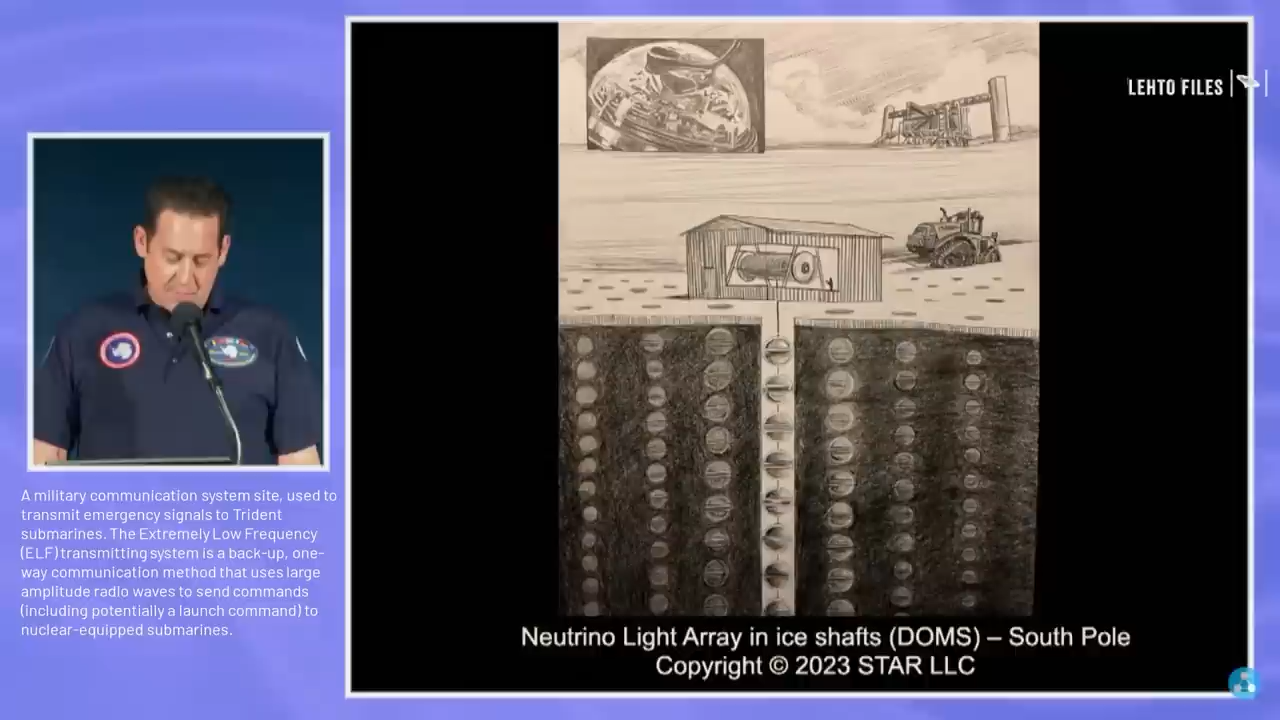 LEHTO FILES
A military communication system site, used to
transmit emergency signals to Trident
submarines. The Extremely Low Frequency
(ELF) transmitting system is a back-up, one-
way communication method that uses large
amplitude radio waves to send commands
(including potentially a launch command) to
nuclear-equipped submarines.
Neutrino Light Array in ice shafts (DOMS) – South Pole
Copyright © 2023 STAR LLC